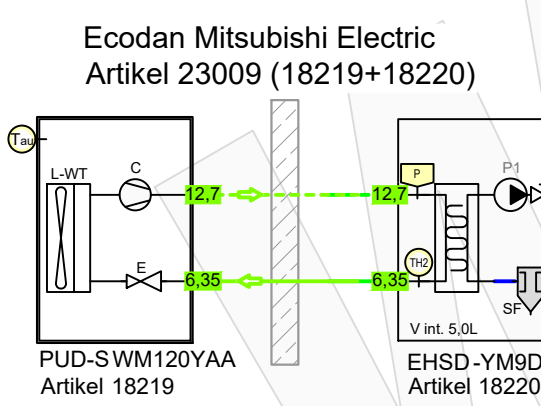 Ecodan Mitsubishi Electric
Artikel 23009 (18219+18220)
Tau
L-WT
C
P
P1
12,7
12,7
TH2
E
6,35
6,35
SF
V int. 5,0L
PUD-SWM120YAA
Artikel 18219
EHSD-YM9D
Artikel 18220